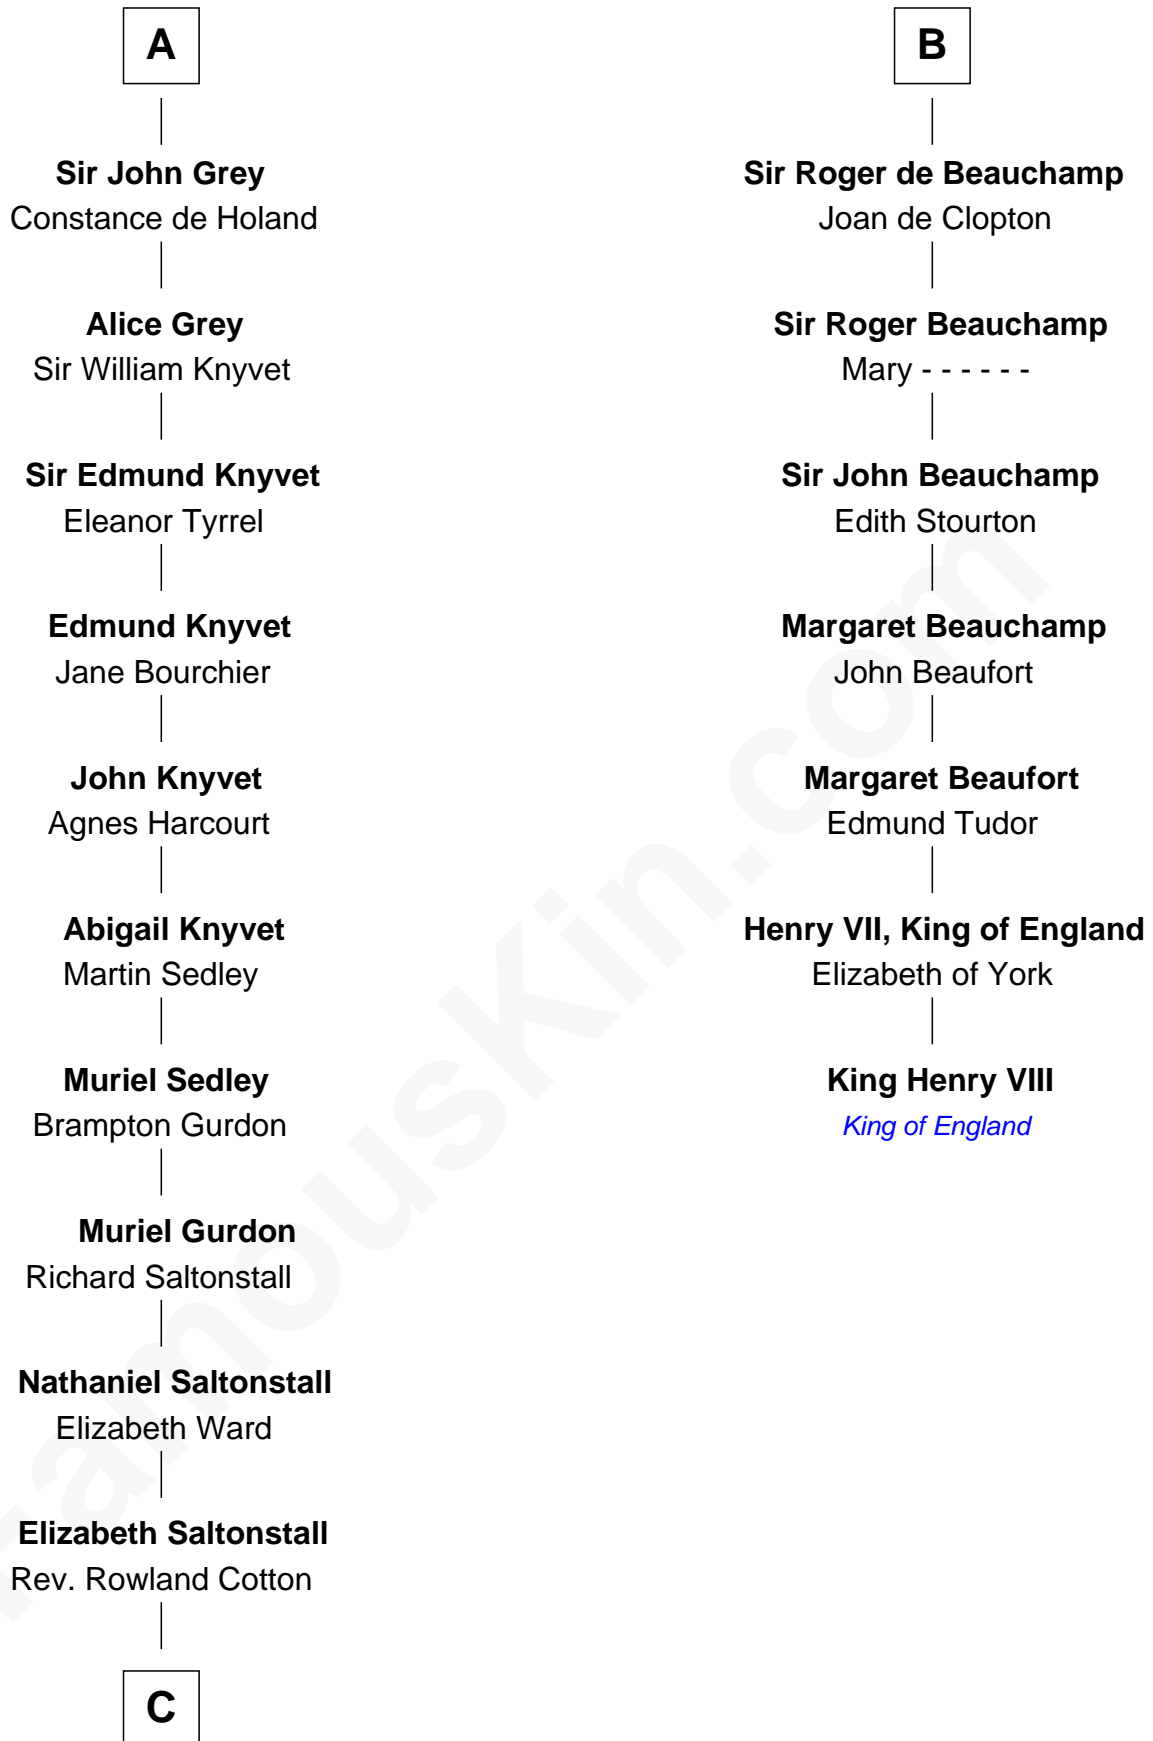 A
Sir John Grey
Constance de Holand
Alice Grey
Sir William Knyvet
Sir Edmund Knyvet
Eleanor Tyrrel
Edmund Knyvet
Jane Bourchier
John Knyvet
Agnes Harcourt
Abigail Knyvet
Martin Sedley
Muriel Sedley
Brampton Gurdon
Muriel Gurdon
Richard Saltonstall
Nathaniel Saltonstall
Elizabeth Ward
Elizabeth Saltonstall
Rev. Rowland Cotton
C
B
Sir Roger de Beauchamp
Joan de Clopton
Sir Roger Beauchamp
Mary - - - - - -
Sir John Beauchamp
Edith Stourton
Margaret Beauchamp
John Beaufort
Margaret Beaufort
Edmund Tudor
Henry VII, King of England
Elizabeth of York
King Henry VIII
King of England
FamousKin.com